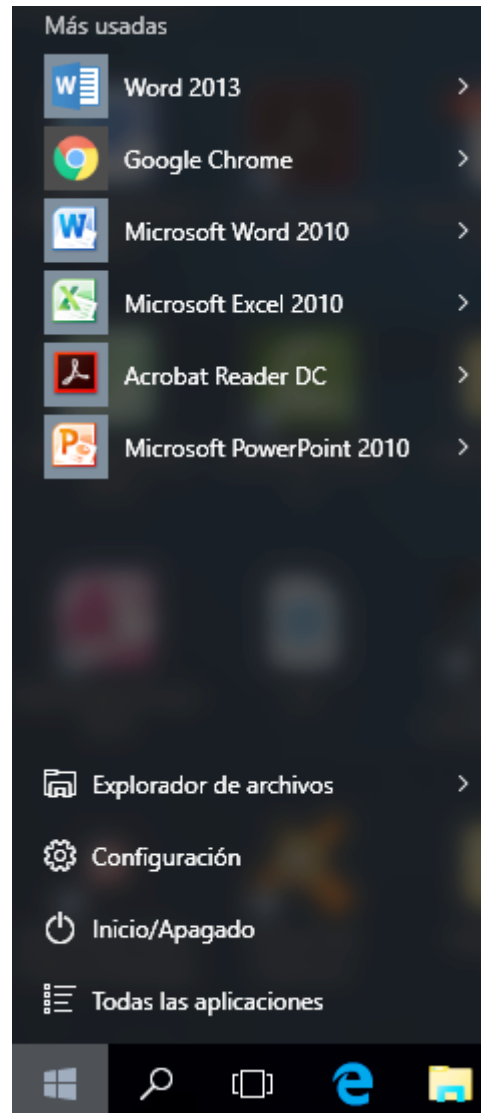 Más usadas
Word 2013
Google Chrome
Microsoft Word 2010
Microsoft Excel 2010
Acrobat Reader DC
Microsoft PowerPoint 2010
Explorador de archivos
Configuración
Inicio/Apagado
Todas las aplicaciones